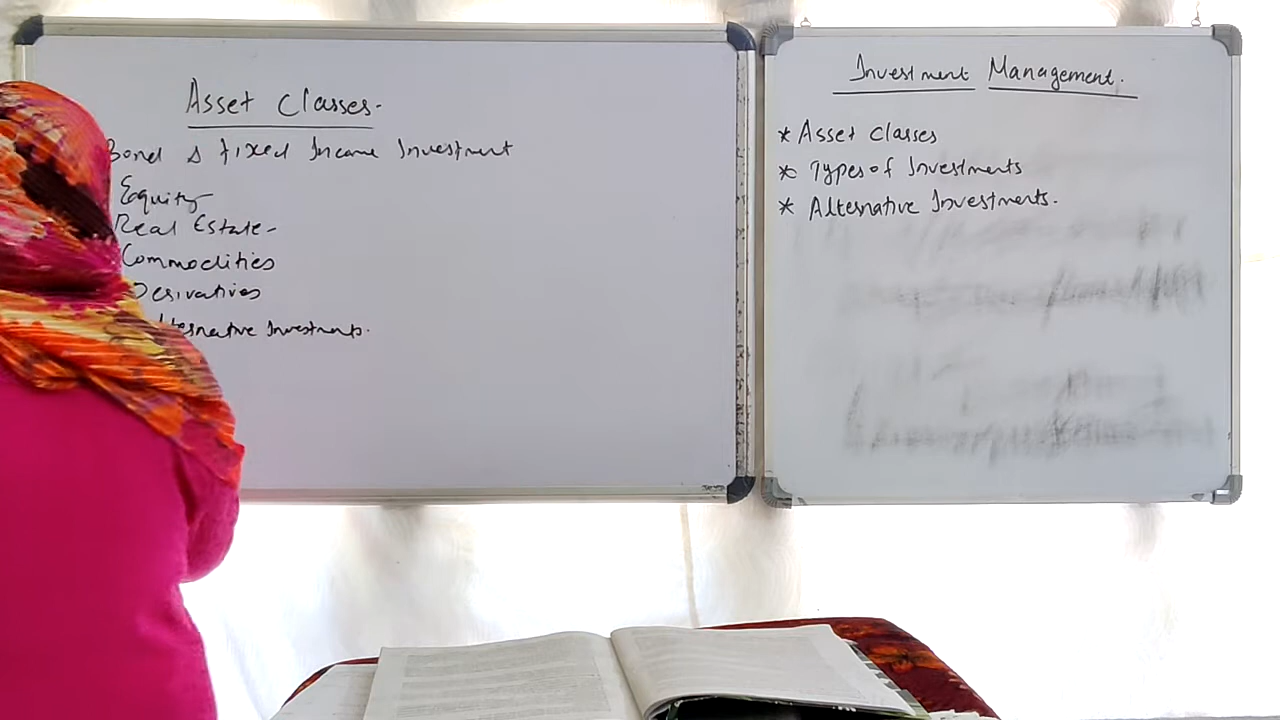 Asset Classes.
Bond & fixed Income Investment
Equity
Real Estate
Commodities
Derivatives
lternative Investments.
Investment Management.
* Asset classes
* Types of Investments
* Alternative Investments.